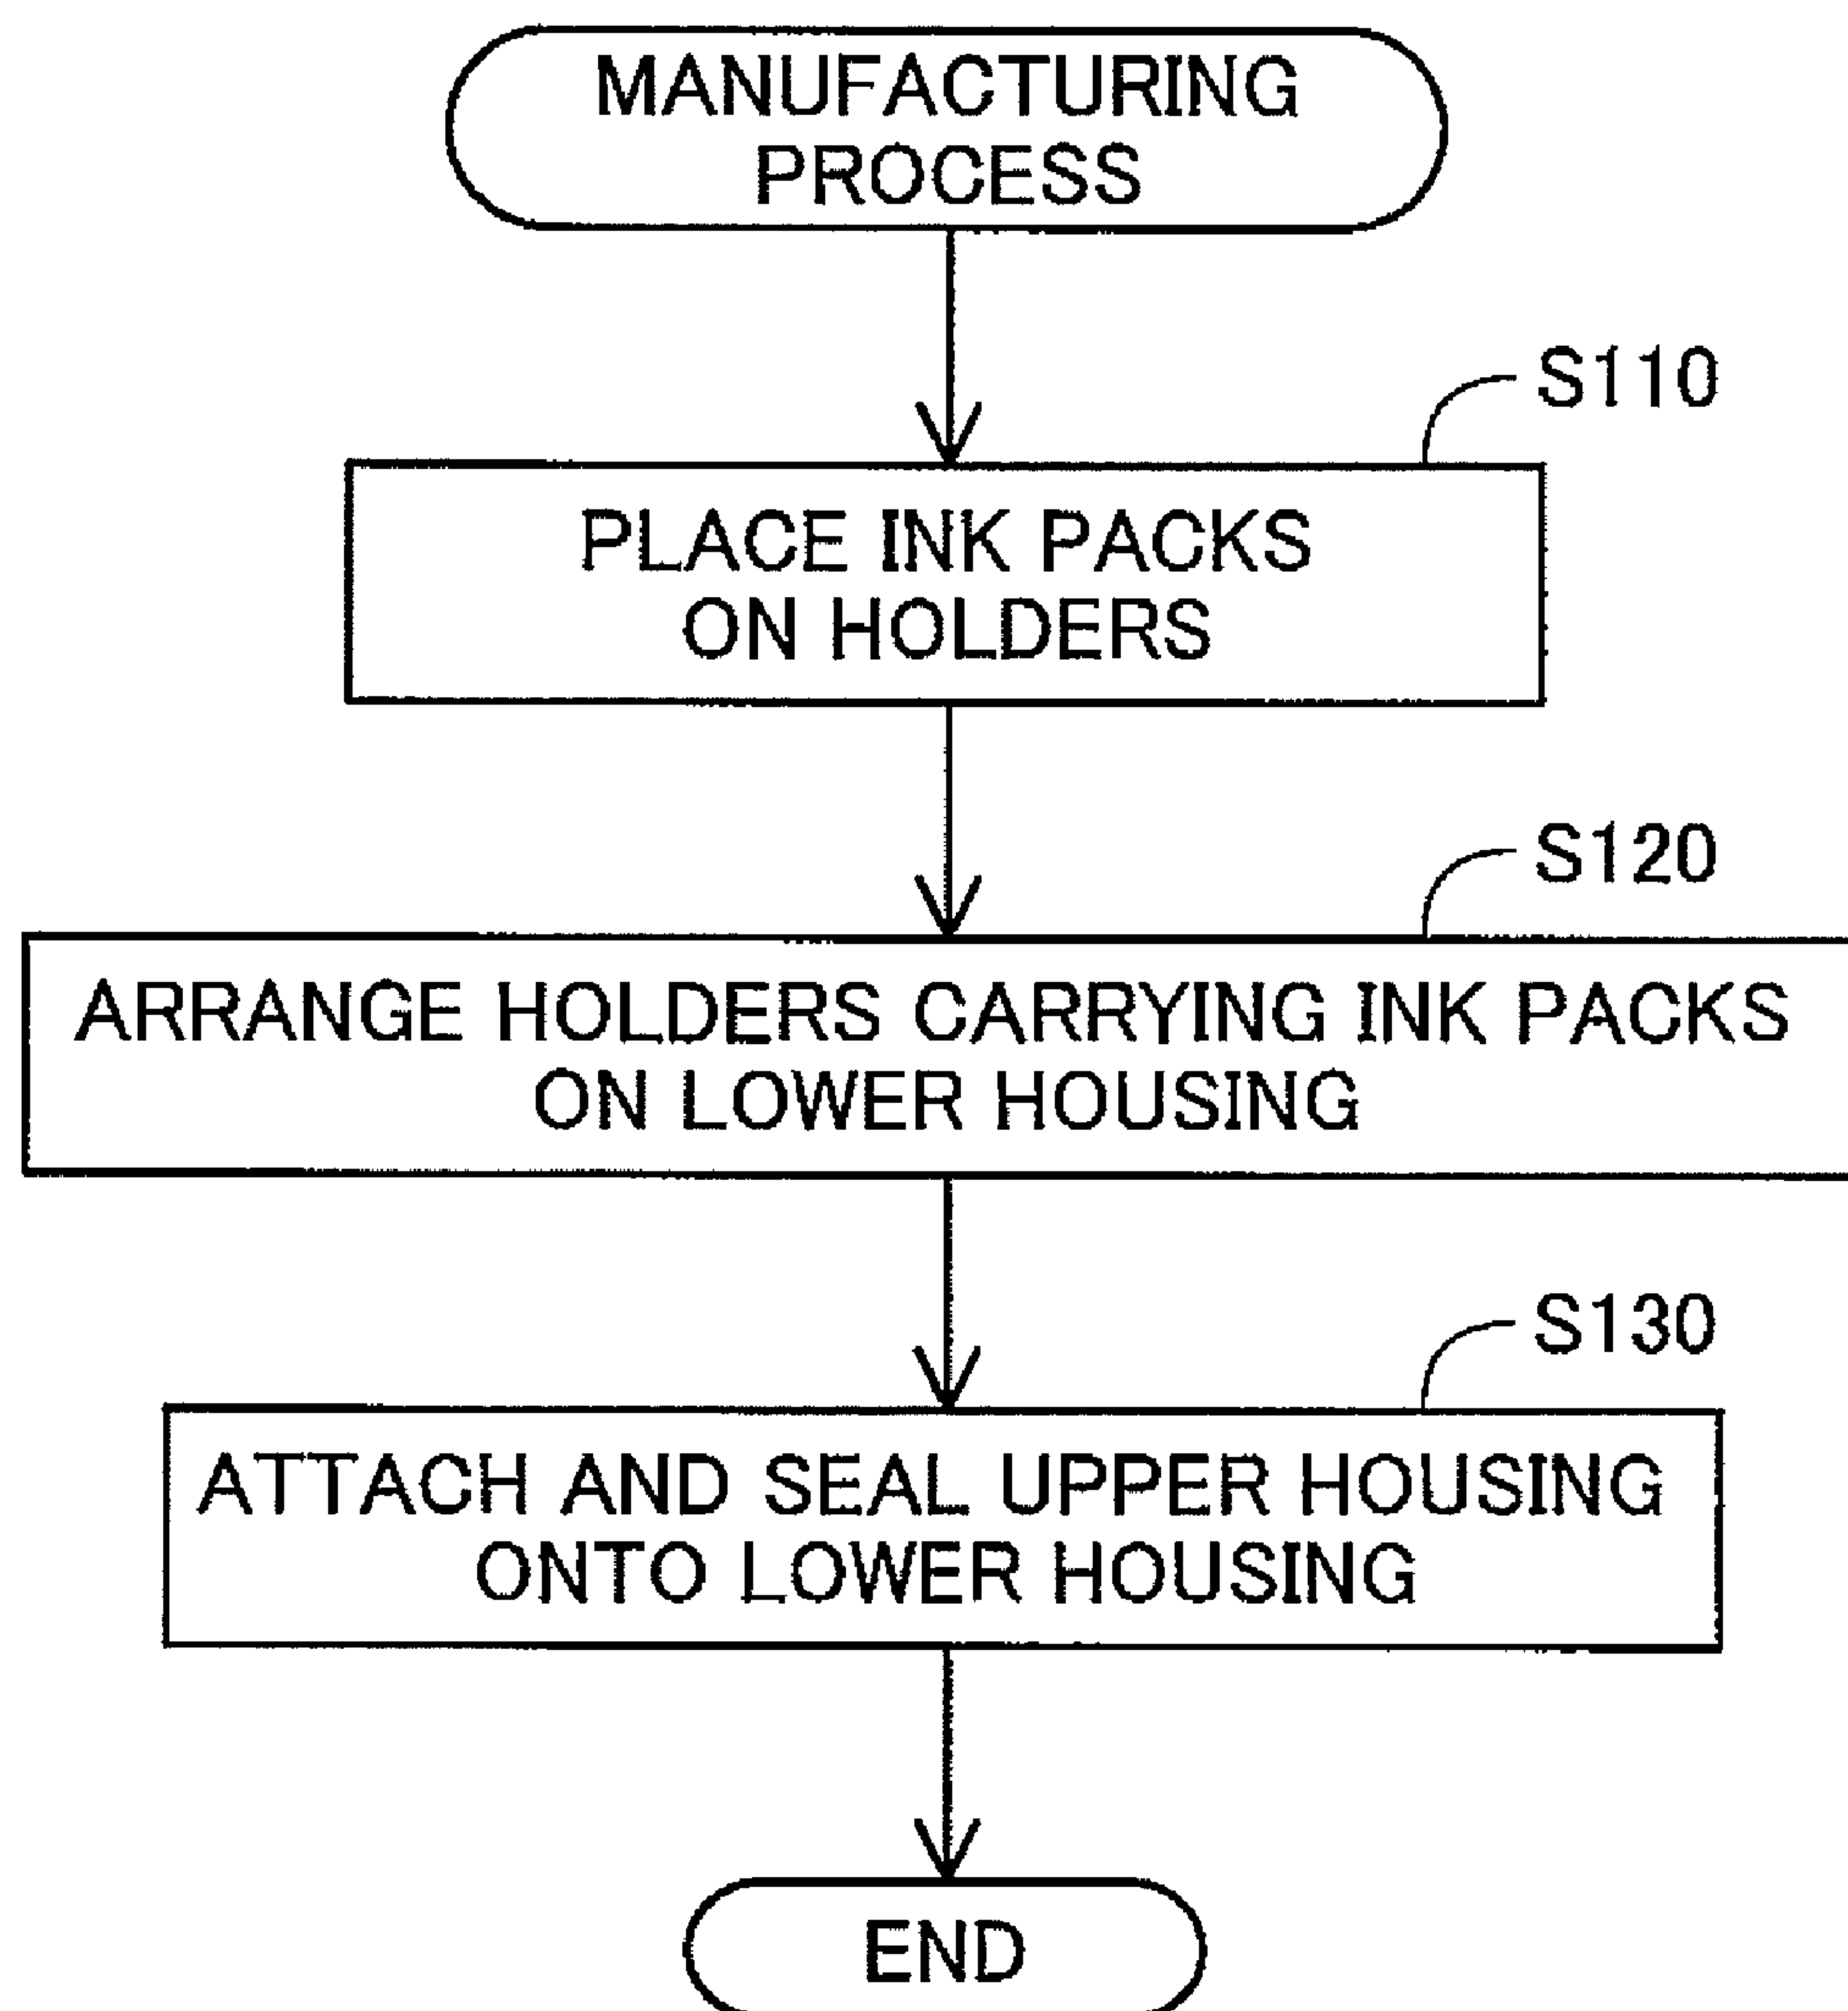 MANUFACTURING
PROCESS
S110
PLACE INK PACKS
ON HOLDERS
S120
ARRANGE HOLDERS CARRYING INK PACKS
ON LOWER HOUSING
S130
ATTACH AND SEAL UPPER HOUSING
ONTO LOWER HOUSING
END